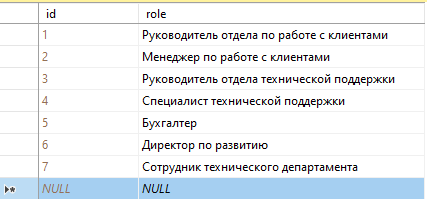 id role
1 Руководитель отдела по работе с клиентами
2 Менеджер по работе с клиентами
3 Руководитель отдела технической поддержки
4 Специалист технической поддержки
5 Бухгалтер
6 Директор по развитию
7 Сотрудник технического департамента
NULL NULL